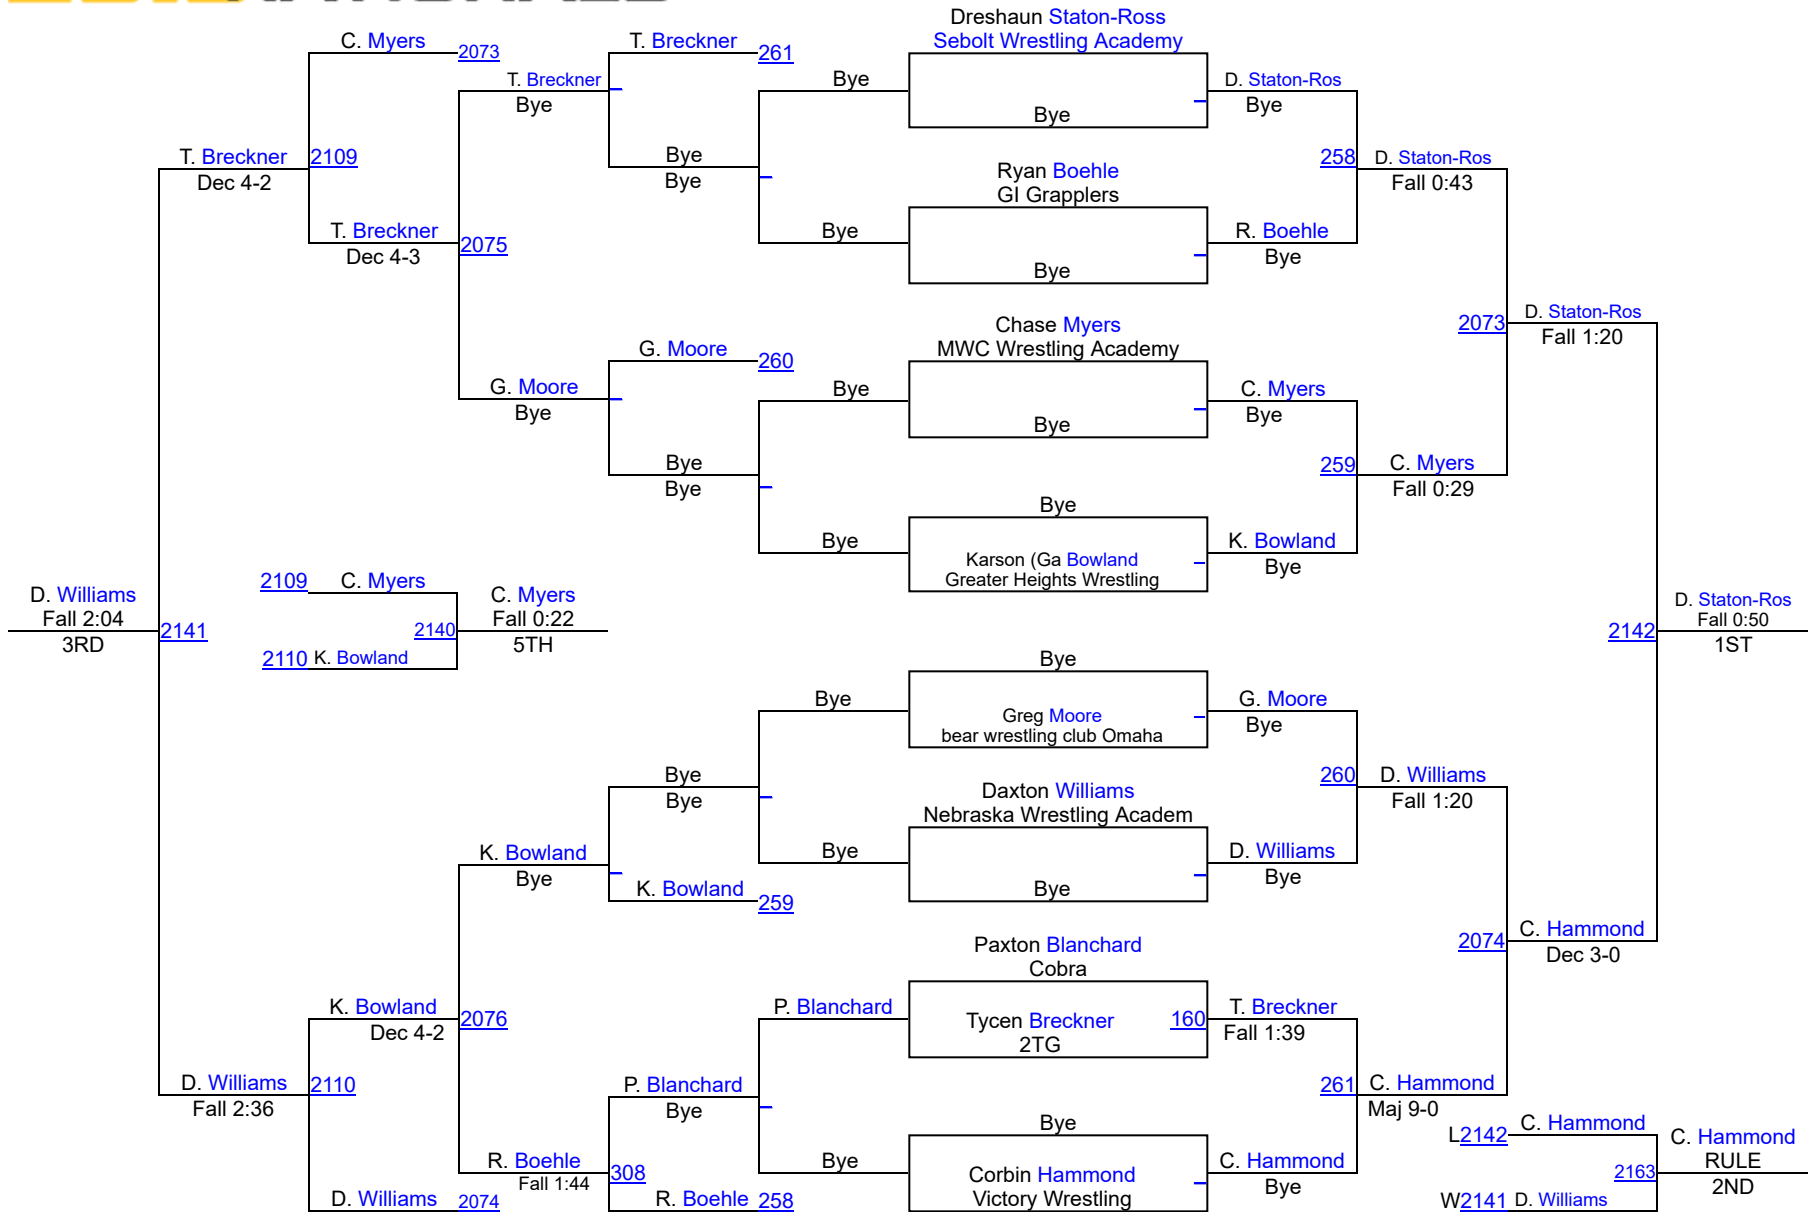 Dreshaun Staton-Ross
Sebolt Wrestling Academy
C. Myers 2073
T. Breckner 261
T. Breckner
Bye
Bye
Bye
D. Staton-Ros
Bye
T. Breckner 2109
Dec 4-2
Bye
Bye
Ryan Boehle
GI Grapplers
258 D. Staton-Ros
Fall 0:43
T. Breckner 2075
Dec 4-3
Bye
Bye
R. Boehle
Bye
Chase Myers
MWC Wrestling Academy
2073 D. Staton-Ros
Fall 1:20
G. Moore 260
G. Moore
Bye
Bye
Bye
C. Myers
Bye
Bye
Bye
259 C. Myers
Fall 0:29
Bye
Bye
Karson (Ga Bowland
Greater Heights Wrestling
K. Bowland
Bye
D. Williams
Fall 2:04
3RD
2141
2109 C. Myers
2110 K. Bowland
2140
C. Myers
Fall 0:22
5TH
2142
D. Staton-Ros
Fall 0:50
1ST
Bye
Bye
Greg Moore
bear wrestling club Omaha
G. Moore
Bye
Bye
Bye
Daxton Williams
Nebraska Wrestling Academ
260 D. Williams
Fall 1:20
K. Bowland
Bye
Bye
Bye
D. Williams
Bye
K. Bowland 259
Paxton Blanchard
Cobra
2074 C. Hammond
Dec 3-0
K. Bowland 2076
Dec 4-2
P. Blanchard
Tycen Breckner 160
2TG
T. Breckner
Fall 1:39
D. Williams 2110
Fall 2:36
P. Blanchard
Bye
261 C. Hammond
Maj 9-0
Bye
Bye
Corbin Hammond
Victory Wrestling
C. Hammond
Bye
R. Boehle 308
Fall 1:44
D. Williams 2074
R. Boehle 258
L2142 C. Hammond
W2141 D. Williams
2163
C. Hammond
RULE
2ND